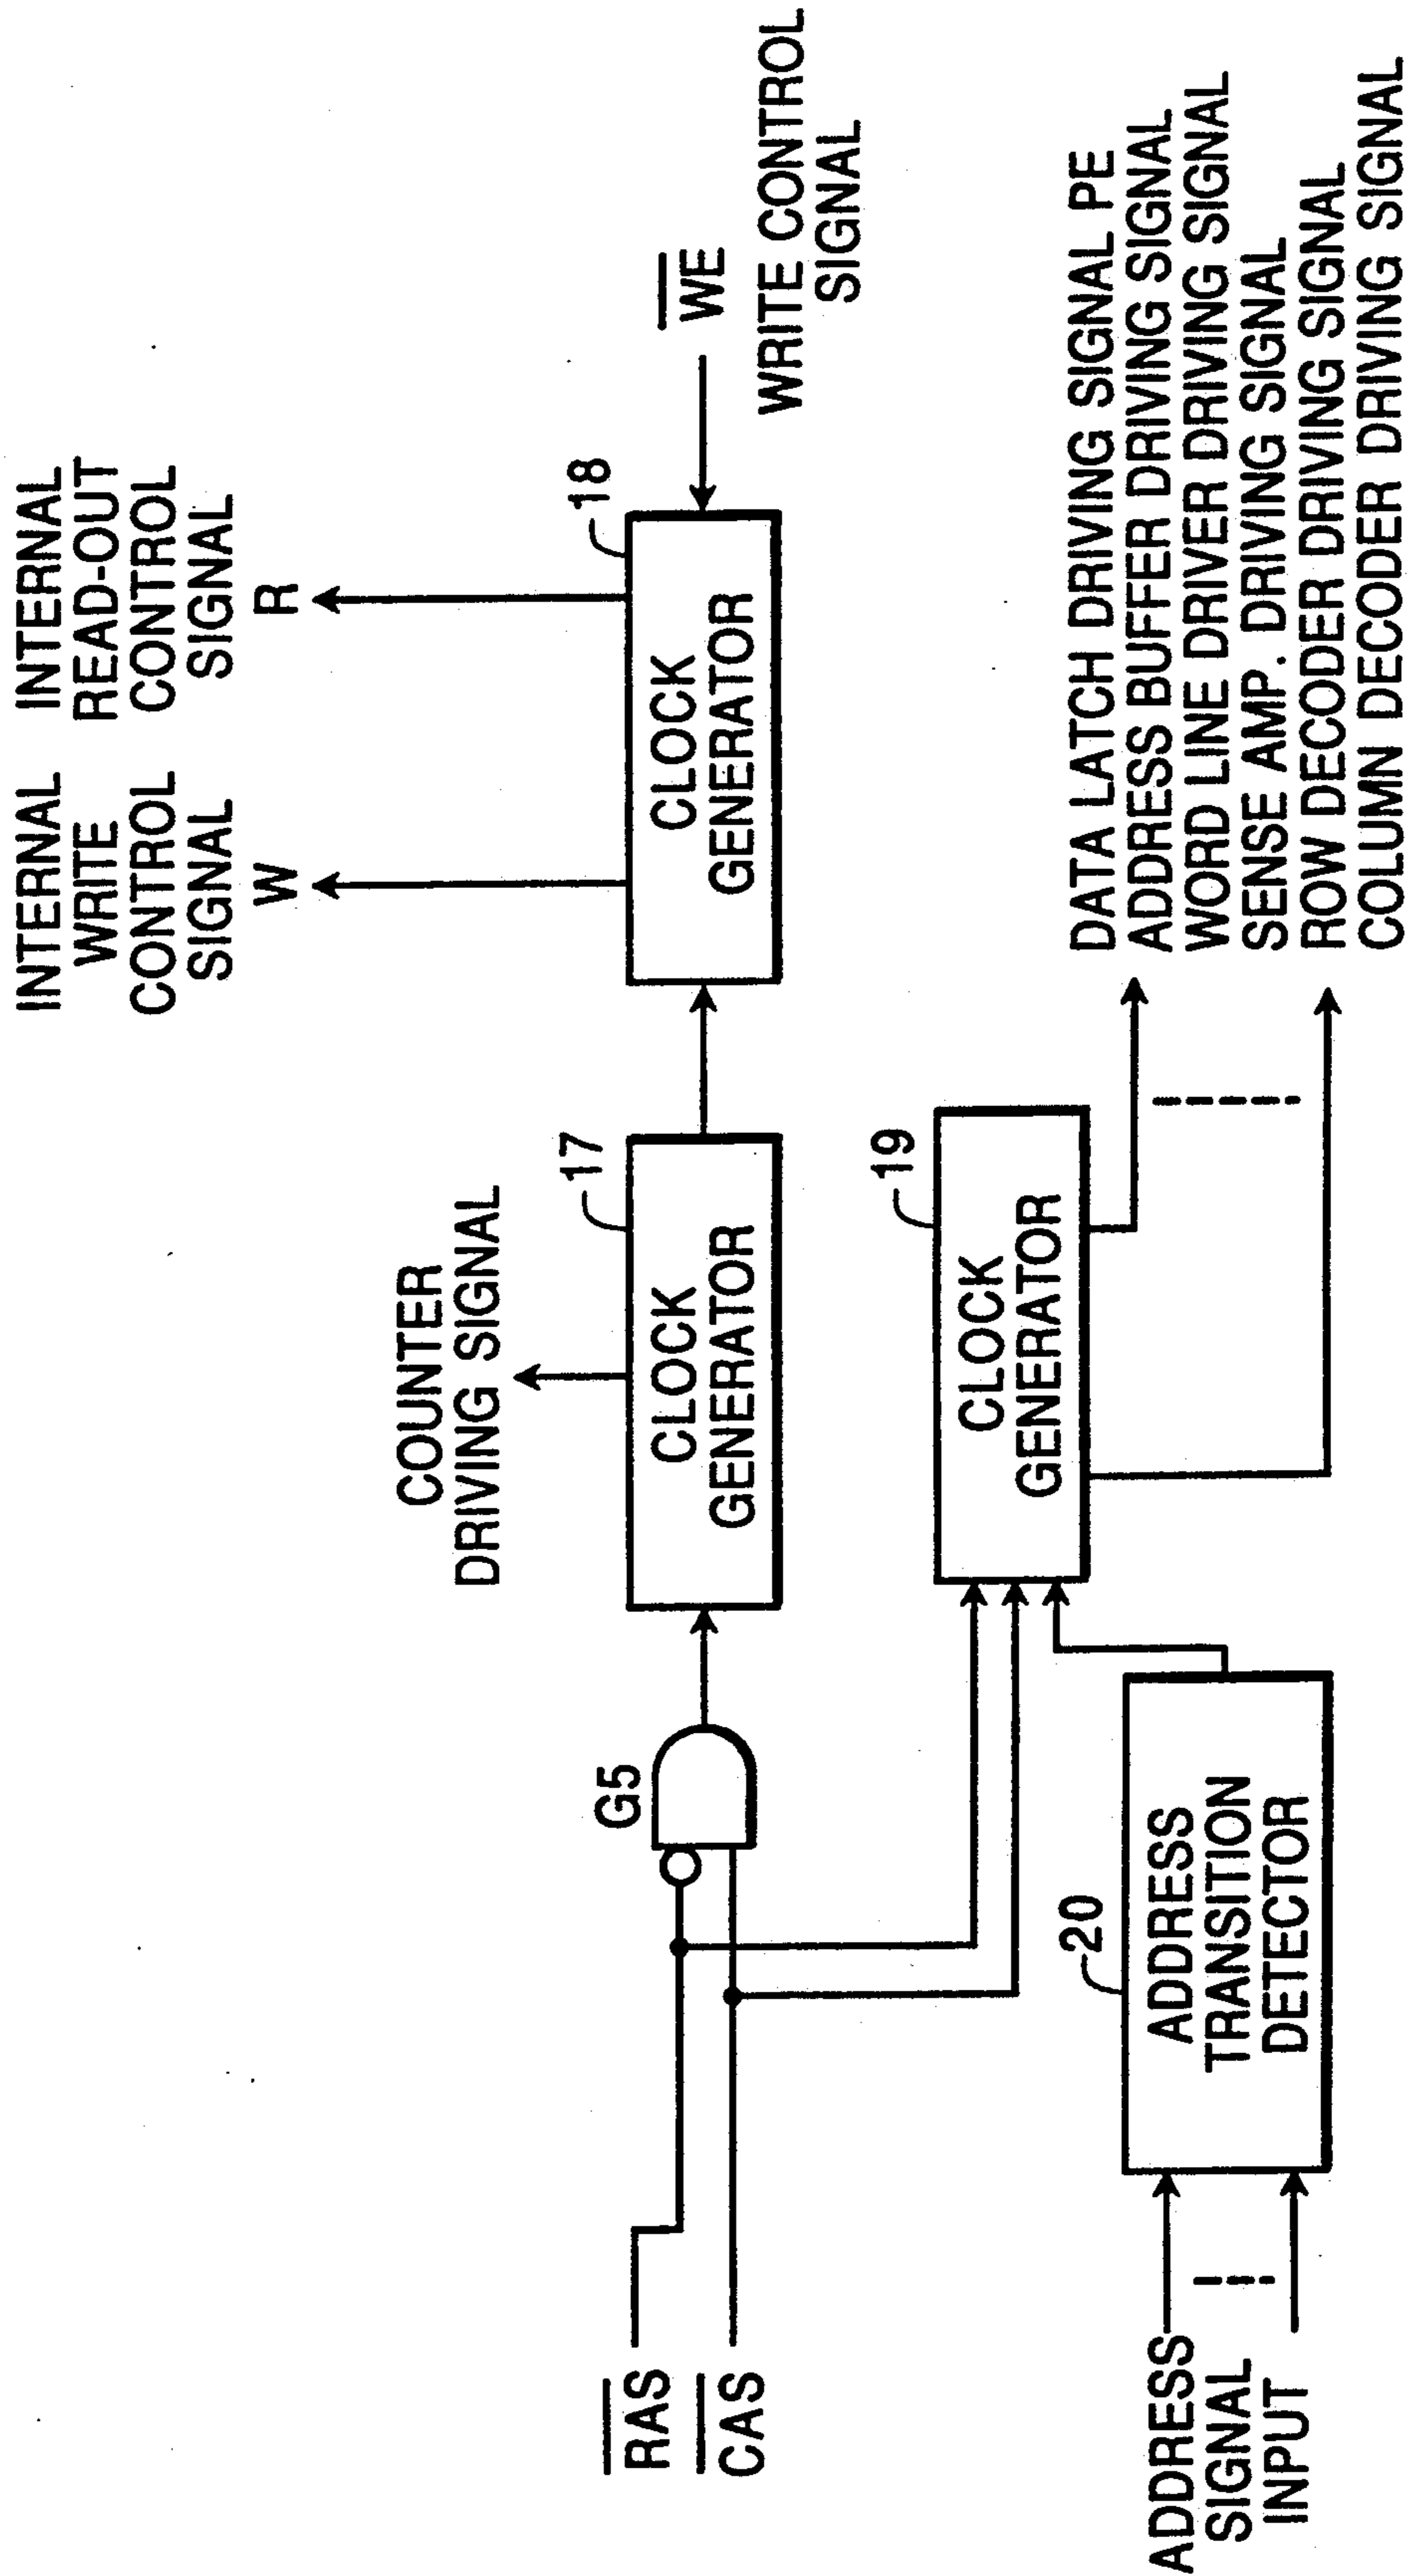 INTERNAL
WRITE
CONTROL
SIGNAL
W
INTERNAL
READ-OUT
CONTROL
SIGNAL
R
COUNTER
DRIVING SIGNAL
R̅A̅S̅
C̅A̅S̅
G5
CLOCK
GENERATOR
17
CLOCK
GENERATOR
18
W̅E̅
WRITE CONTROL
SIGNAL
CLOCK
GENERATOR
19
ADDRESS
SIGNAL
INPUT
ADDRESS
TRANSITION
DETECTOR
20
DATA LATCH DRIVING SIGNAL PE
ADDRESS BUFFER DRIVING SIGNAL
WORD LINE DRIVER DRIVING SIGNAL
SENSE AMP. DRIVING SIGNAL
ROW DECODER DRIVING SIGNAL
COLUMN DECODER DRIVING SIGNAL